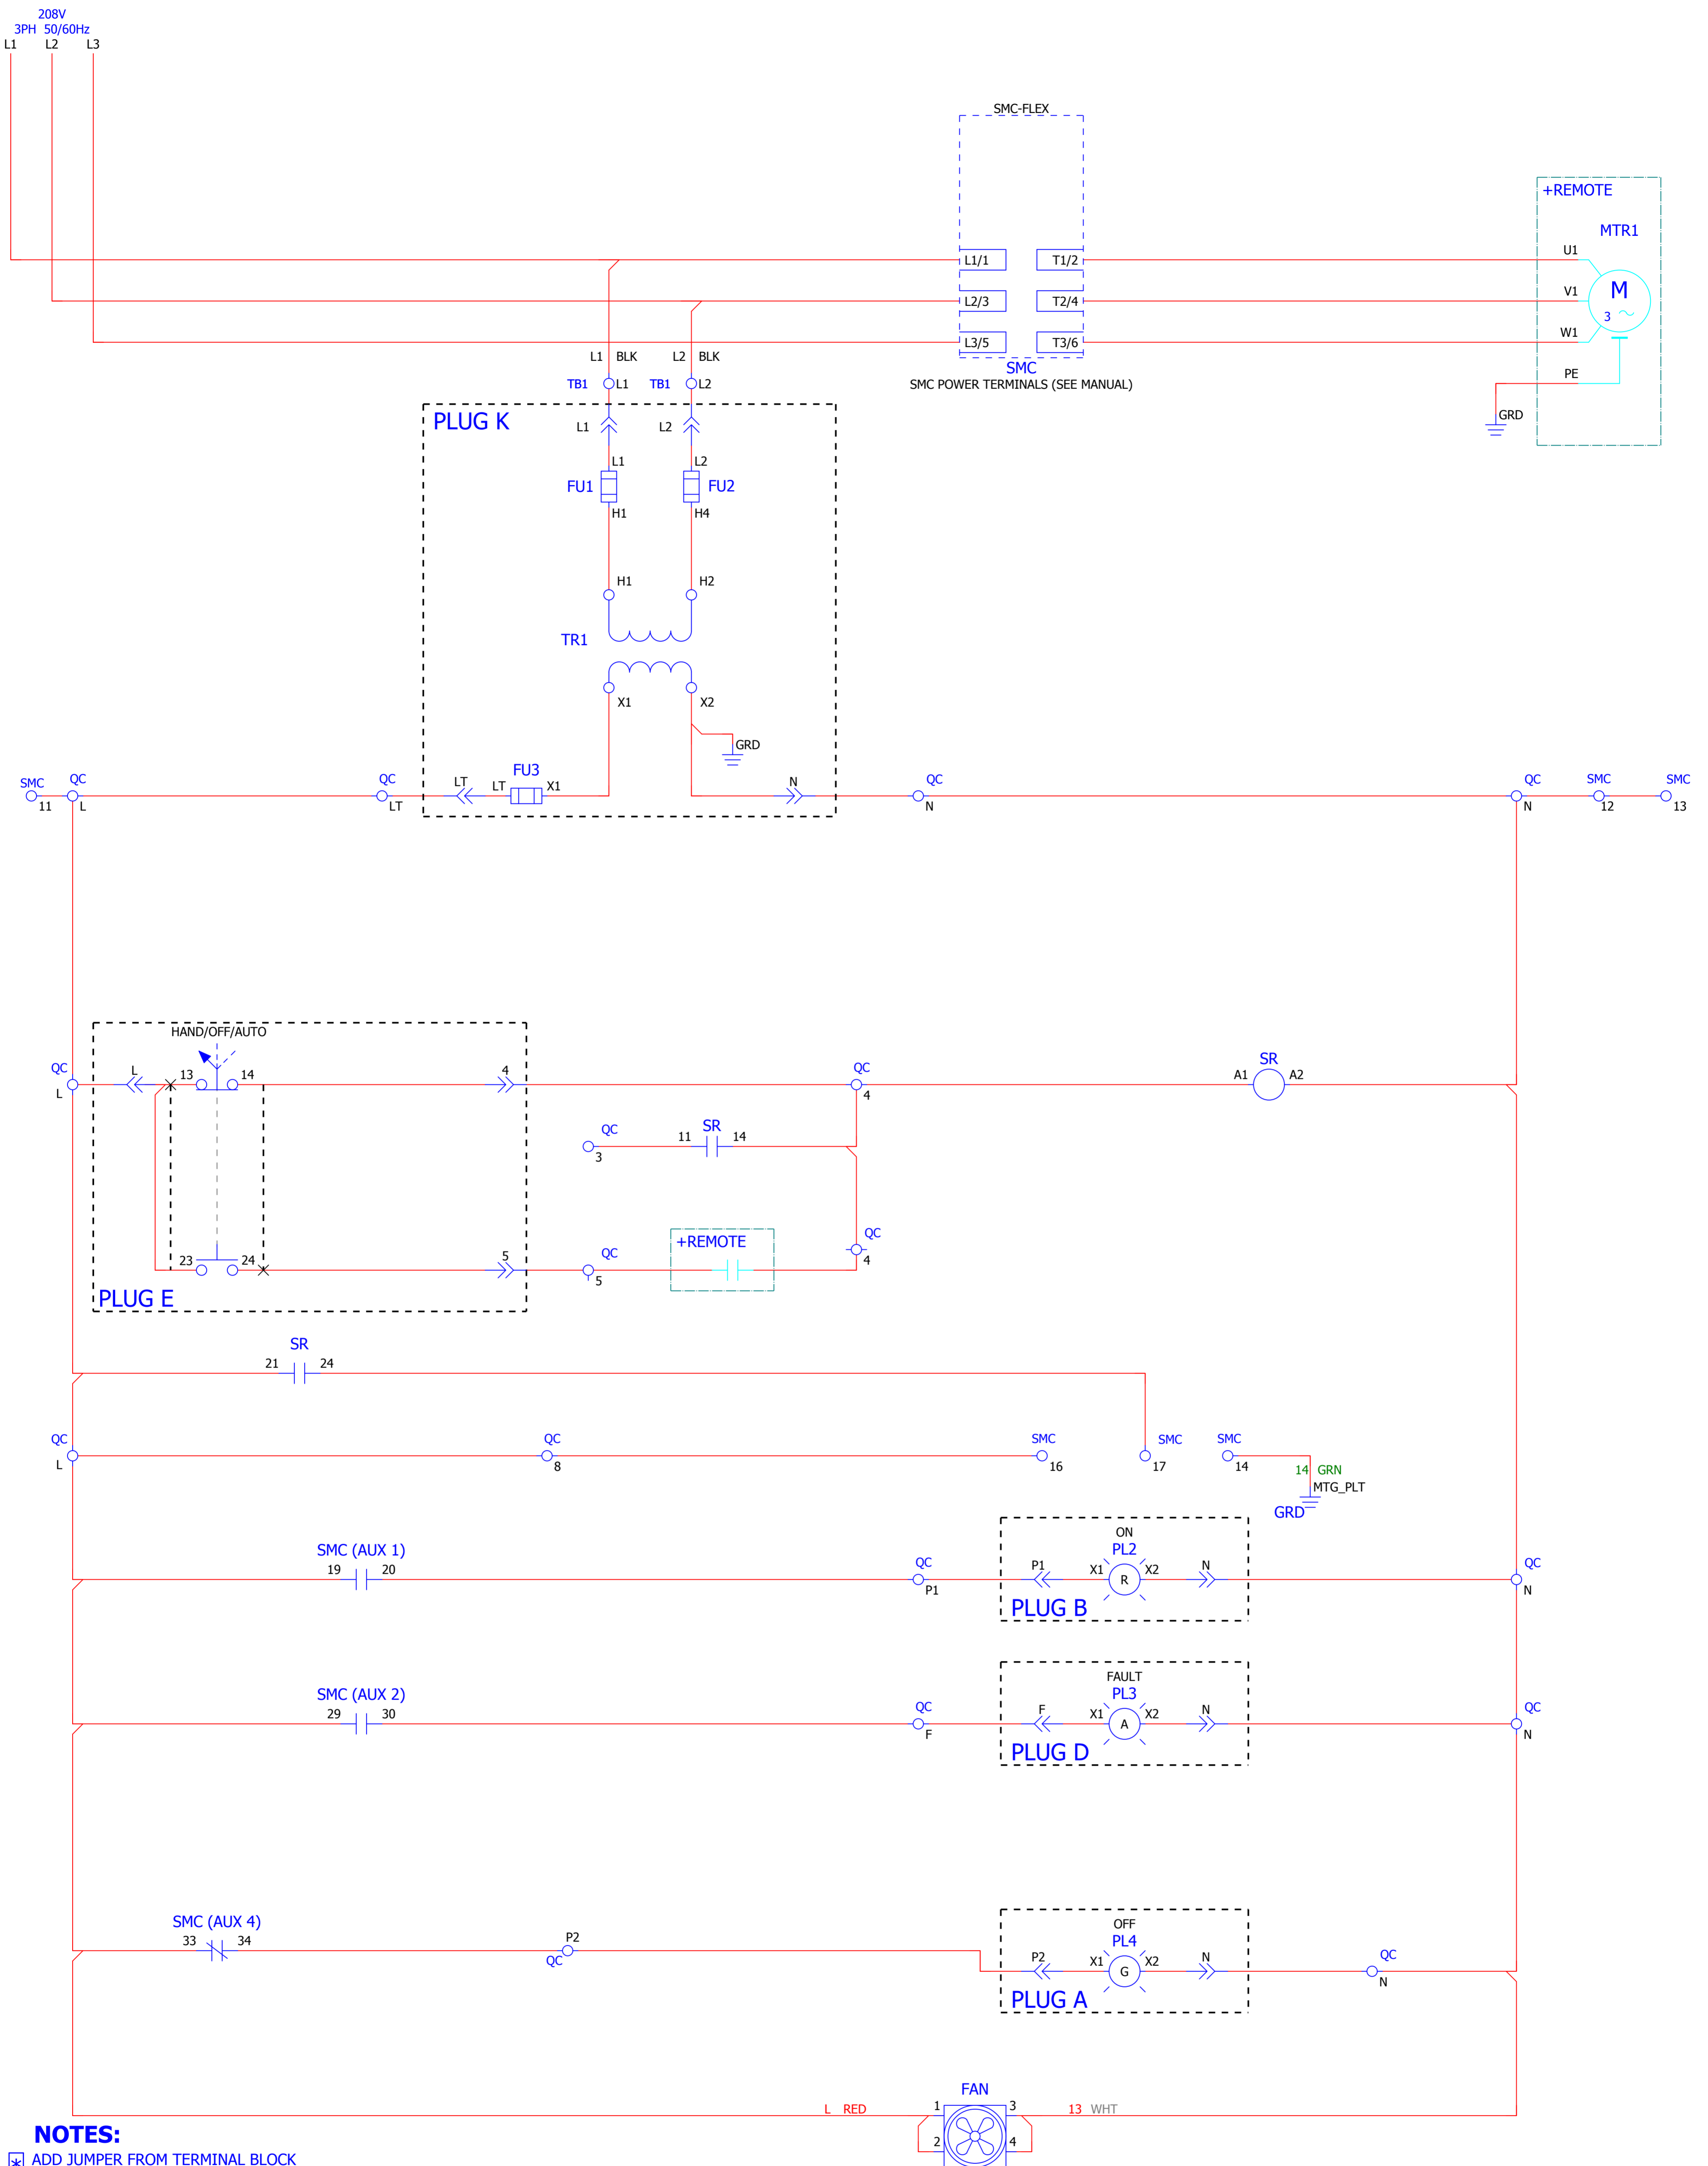 208V
3PH 50/60Hz
L1 L2 L3
SMC-FLEX
+REMOTE
MTR1
U1
L1/1 T1/2
V1
M
3
L2/3 T2/4
W1
L3/5 T3/6
L1 BLK L2 BLK
SMC
PE
TB1 L1 TB1 L2
SMC POWER TERMINALS (SEE MANUAL)
GRD
PLUG K
L1 L2
L1 L2
FU1 FU2
H1 H4
H1 H2
TR1
X1 X2
GRD
FU3
SMC QC QC LT LT X1 N QC QC SMC SMC
11 L LT N N 12 13
HAND/OFF/AUTO
QC L 13 14 4 QC SR
L 4 A1 A2
QC 11 SR 14
3
+REMOTE
QC
23 24 5 QC 4
5
PLUG E
SR
21 24
QC QC SMC SMC SMC
L 8 16 17 14
14 GRN
MTG_PLT
GRD
ON
SMC (AUX 1) PL2
19 20 QC P1 X1 R X2 N QC
P1 N
PLUG B
FAULT
SMC (AUX 2) PL3
29 30 QC F X1 A X2 N QC
F N
PLUG D
OFF
SMC (AUX 4) PL4
33 34 P2
QC
P2 X1 G X2 N QC
N
PLUG A
FAN
L RED 1 3 13 WHT
2 4
NOTES:
* ADD JUMPER FROM TERMINAL BLOCK